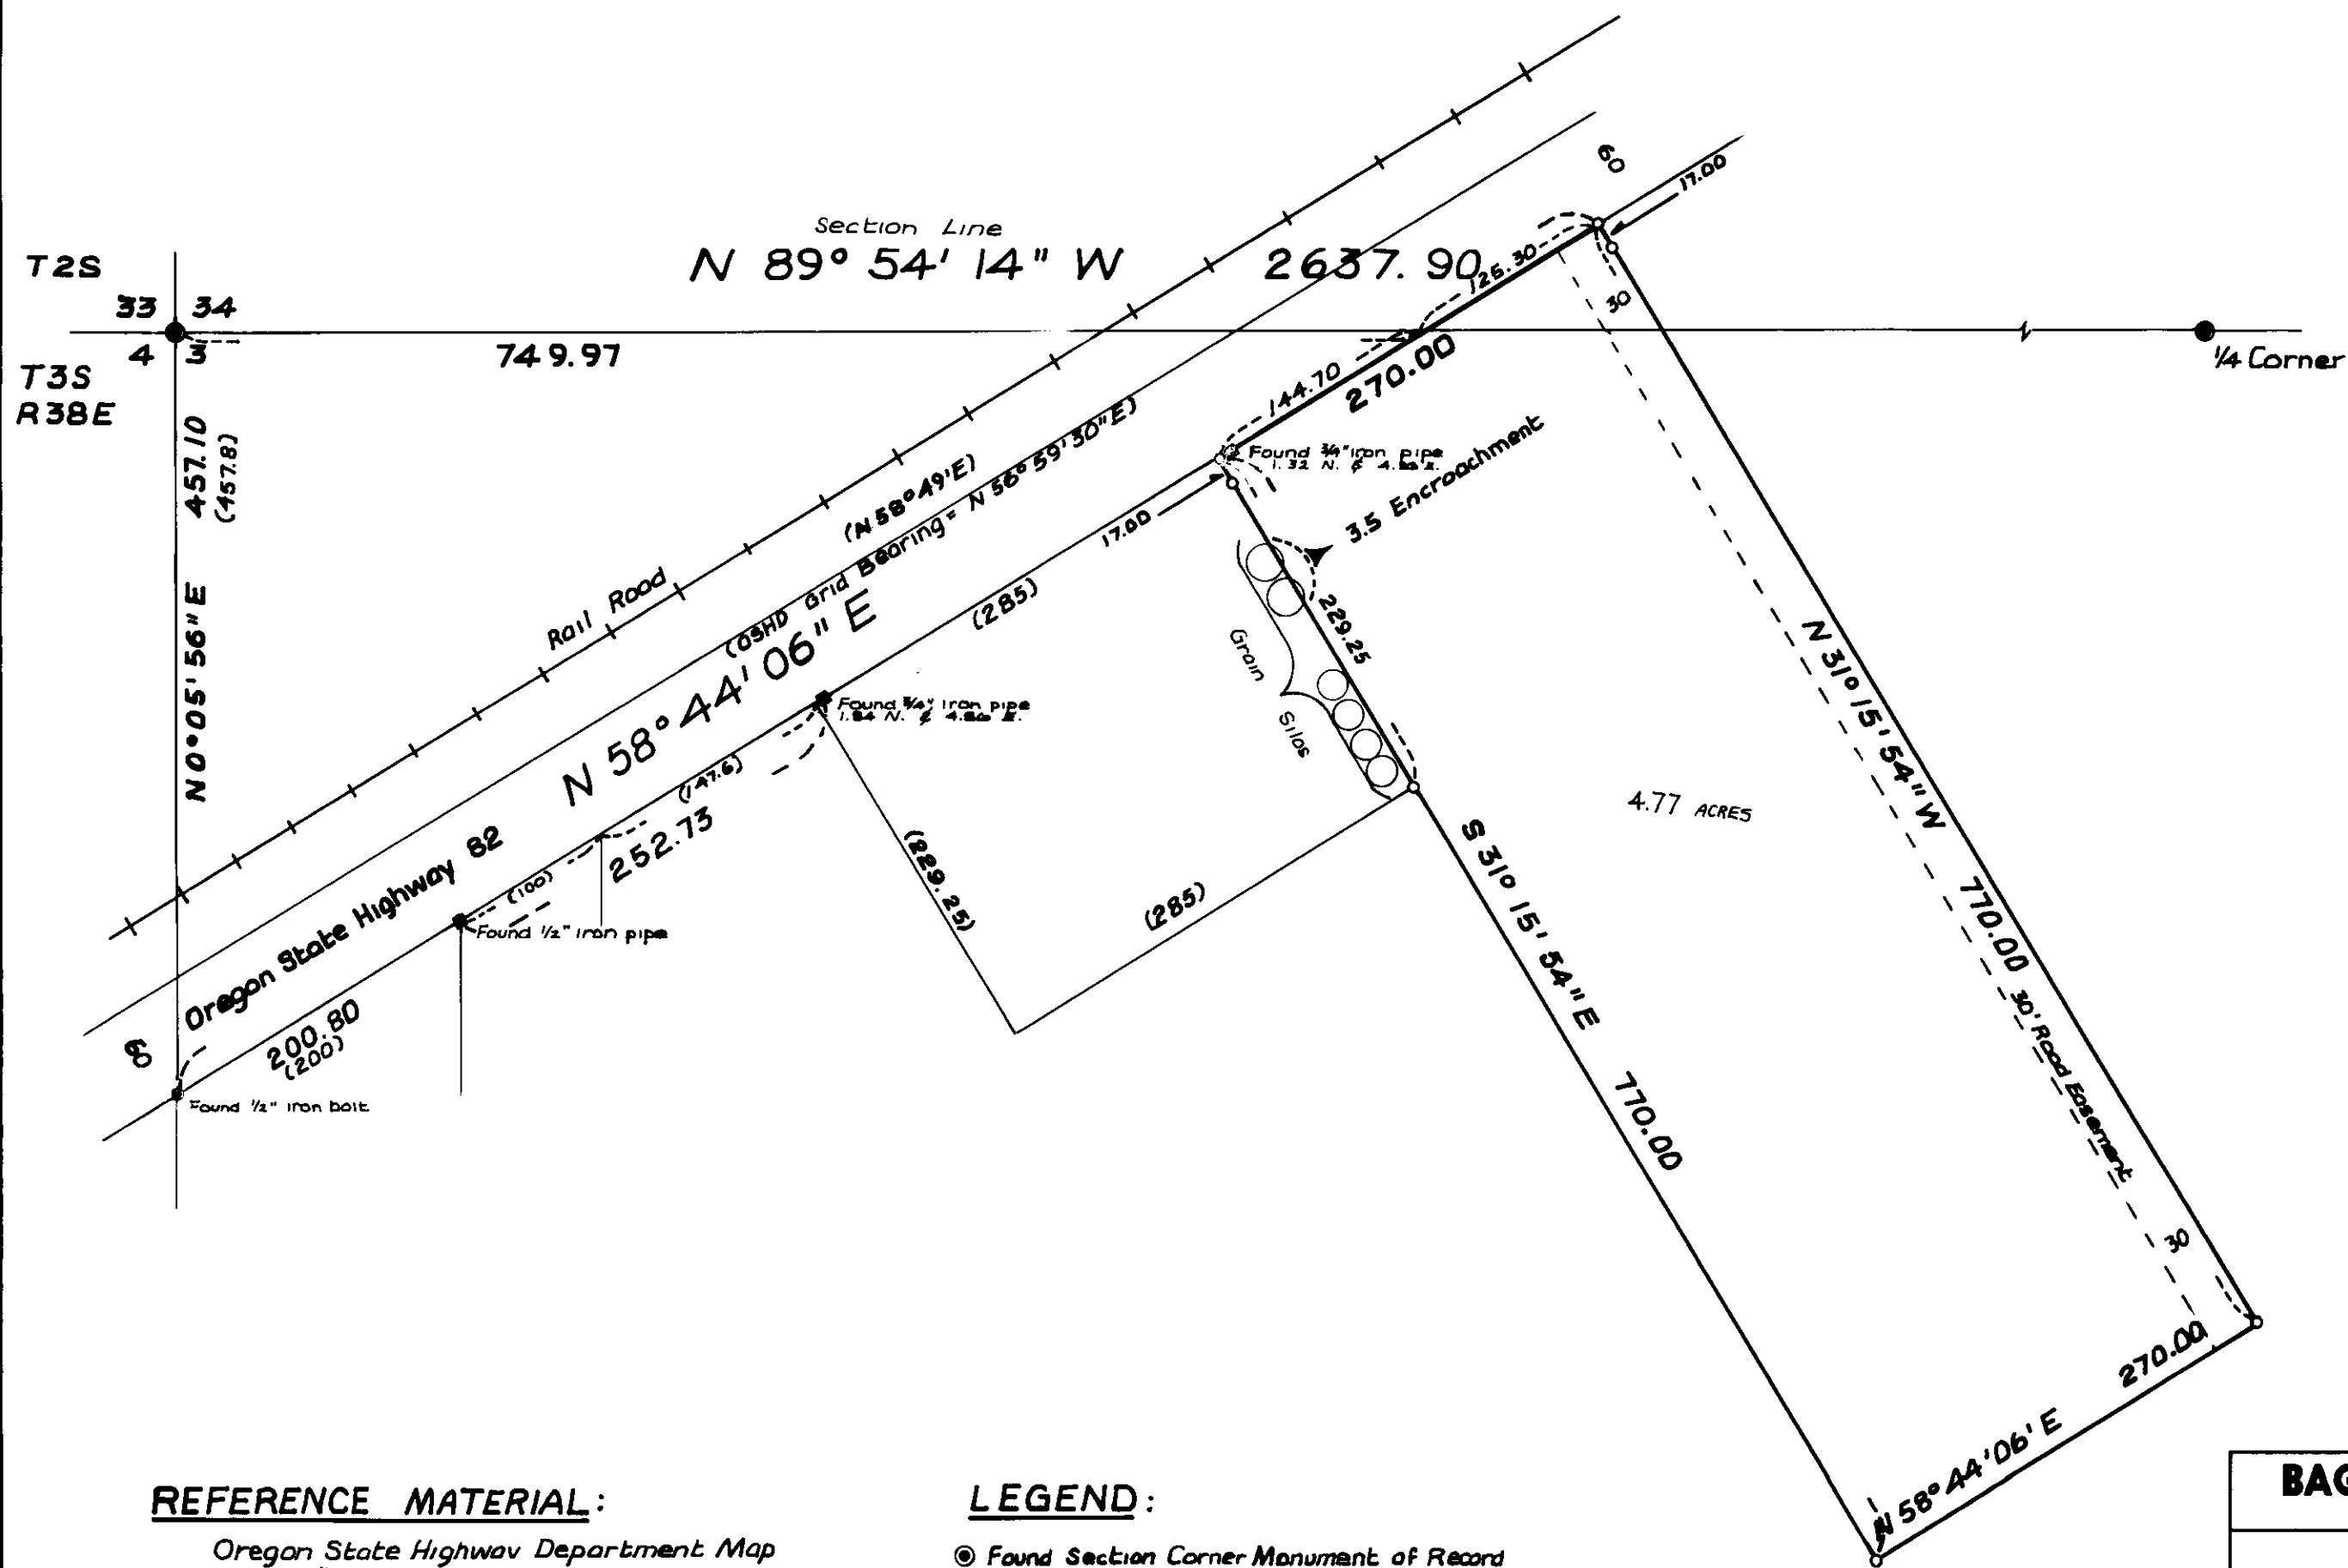 Section Line
N 89° 54' 14" W 2637.90
T2S
33 34
4 3
T3S
R38E
749.97
1/4 Corner
60
17.00
126.30
30
144.70
270.00
Found 3/4" iron pipe
1.32 N. &
3.5 Encroachment
457.10
(457.8)
N 0° 05' 56" E
(N 58° 49' E)
(OSHD Grid Bearing = N 56° 59' 30" E)
N 58° 44' 06" E
Rail Road
17.00
(285)
229.25
Grain
Silos
Found 3/4" iron pipe
(147.6)
252.73
(100)
Found 1/2" iron pipe
Oregon State Highway 82
200.80
(200)
Found 1/2" iron bolt
(229.25)
(285)
4.77 ACRES
N 31° 15' 54" W 770.00
30' Road Easement
S 31° 15' 54" E 770.00
30
270.00
N 58° 44' 06' E
REFERENCE MATERIAL:
Oregon State Highway Department Map
LEGEND:
Found Section Corner Monument of Record
BAG